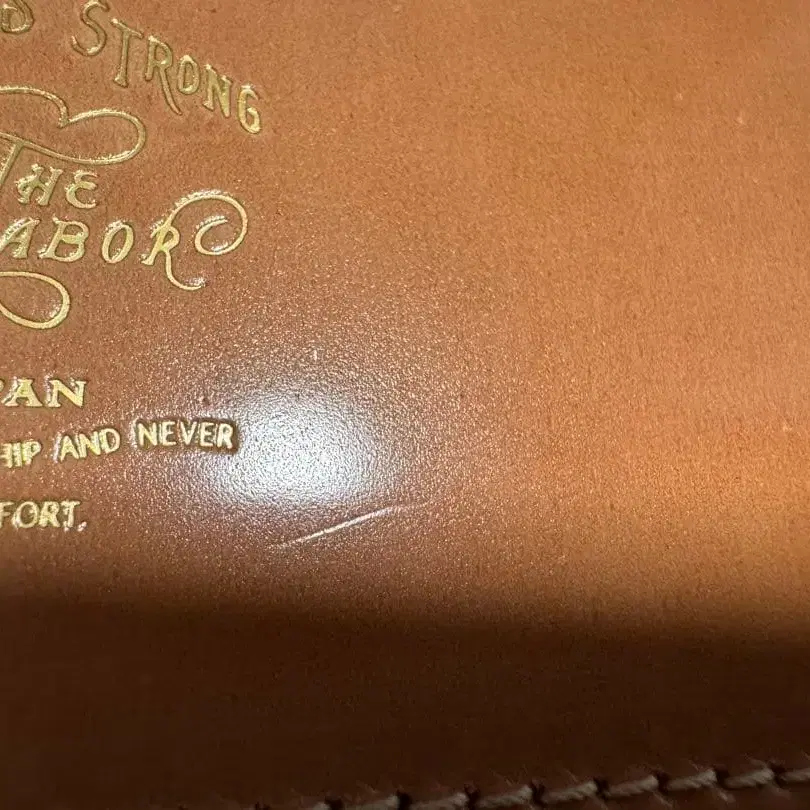 STRONG
THE
ABOR
PAN
HIP AND NEVER
FORT.